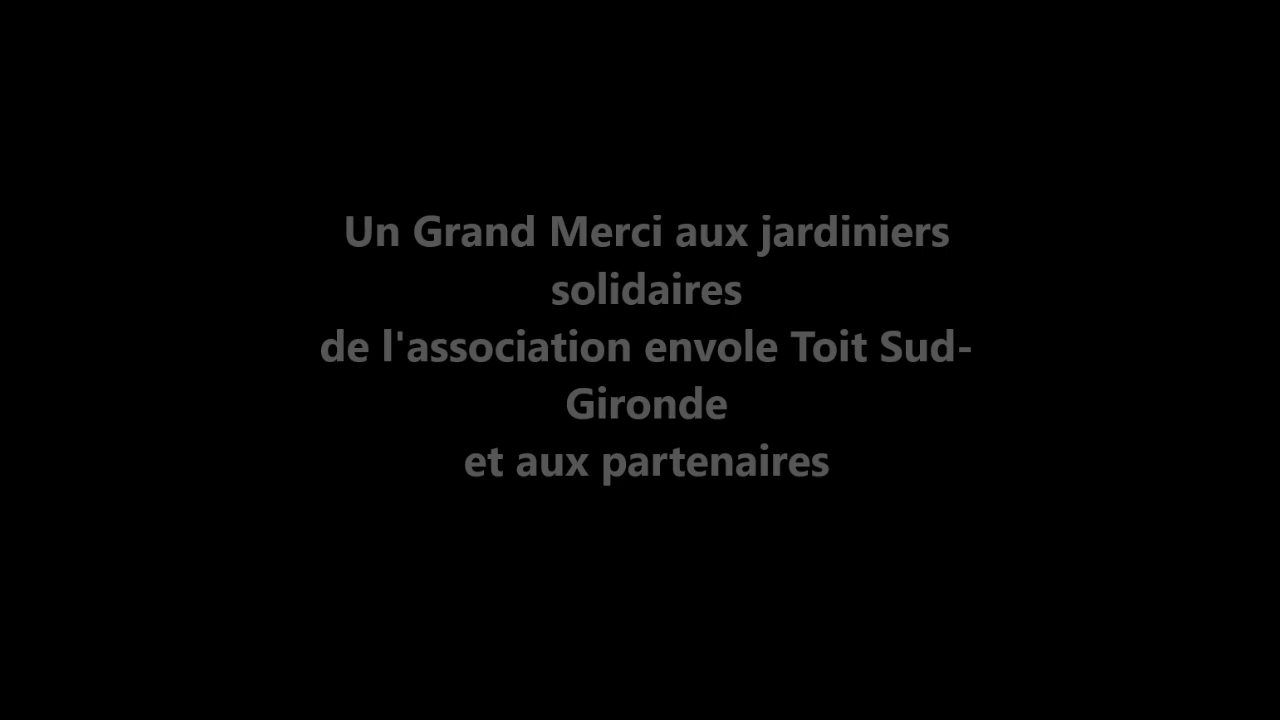 Un Grand Merci aux jardiniers
solidaires
de l'association envole Toit Sud-
Gironde
et aux partenaires